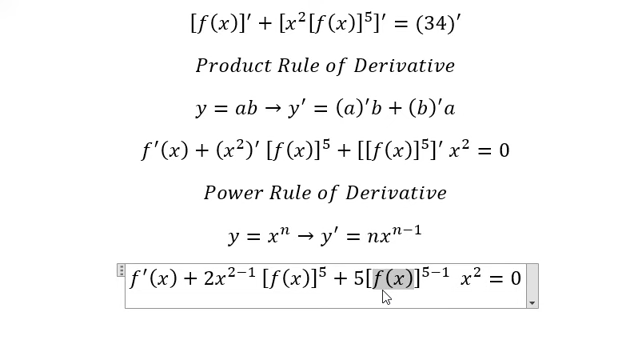 [f(x)]′ + [x²[f(x)]⁵]′ = (34)′
Product Rule of Derivative
y = ab → y′ = (a)′b + (b)′a
f′(x) + (x²)′ [f(x)]⁵ + [[f(x)]⁵]′ x² = 0
Power Rule of Derivative
y = xⁿ → y′ = nxⁿ⁻¹
f′(x) + 2x²⁻¹ [f(x)]⁵ + 5[f(x)]⁵⁻¹ x² = 0